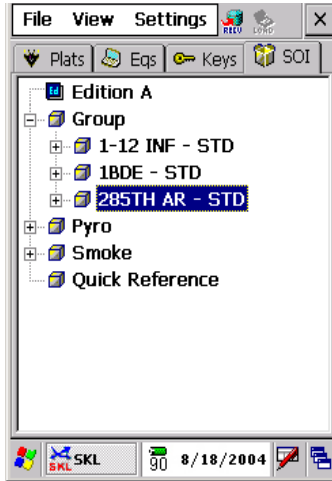 File View Settings RECV LOAD
Plats Eqs Keys SOI
Ed Edition A
Group
1-12 INF - STD
1BDE - STD
285TH AR - STD
Pyro
Smoke
Quick Reference
SKL SKL 90 8/18/2004